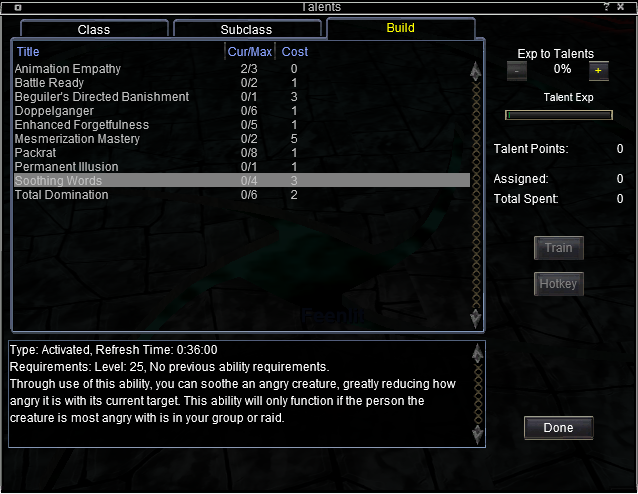 Talents
? ×
Class Subclass Build
Title Cur/Max Cost
Animation Empathy 2/3 0
Battle Ready 0/2 1
Beguiler's Directed Banishment 0/1 3
Doppelganger 0/6 1
Enhanced Forgetfulness 0/5 1
Mesmerization Mastery 0/2 5
Packrat 0/8 1
Permanent Illusion 0/1 1
Soothing Words 0/4 3
Total Domination 0/6 2
Exp to Talents
- 0% +
Talent Exp
Talent Points: 0
Assigned: 0
Total Spent: 0
Train
Hotkey
Type: Activated, Refresh Time: 0:36:00
Requirements: Level: 25, No previous ability requirements.
Through use of this ability, you can soothe an angry creature, greatly reducing how
angry it is with its current target. This ability will only function if the person the
creature is most angry with is in your group or raid.
Done